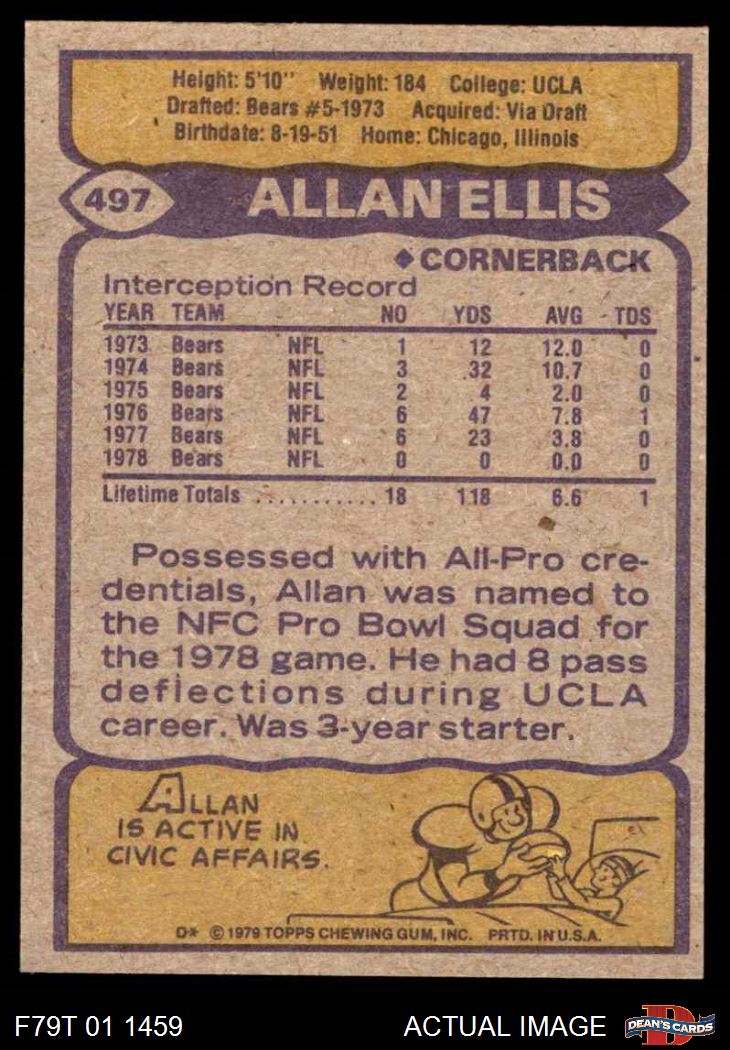 Height: 5'10" Weight: 184 College: UCLA
Drafted: Bears #5-1973 Acquired: Via Draft
Birthdate: 8-19-51 Home: Chicago, Illinois
497 ALLAN ELLIS
◆ CORNERBACK
Interception Record
YEAR TEAM NO YDS AVG TDS
1973 Bears NFL 1 12 12.0 0
1974 Bears NFL 3 32 10.7 0
1975 Bears NFL 2 4 2.0 0
1976 Bears NFL 6 47 7.8 1
1977 Bears NFL 6 23 3.8 0
1978 Bears NFL 0 0 0.0 0
Lifetime Totals ........... 18 118 6.6 1
Possessed with All-Pro cre-
dentials, Allan was named to
the NFC Pro Bowl Squad for
the 1978 game. He had 8 pass
deflections during UCLA
career. Was 3-year starter.
ALLAN
IS ACTIVE IN
CIVIC AFFAIRS.
D* © 1979 TOPPS CHEWING GUM, INC. PRTD. IN U.S.A.
F79T 01 1459 ACTUAL IMAGE D DEAN'S CARDS